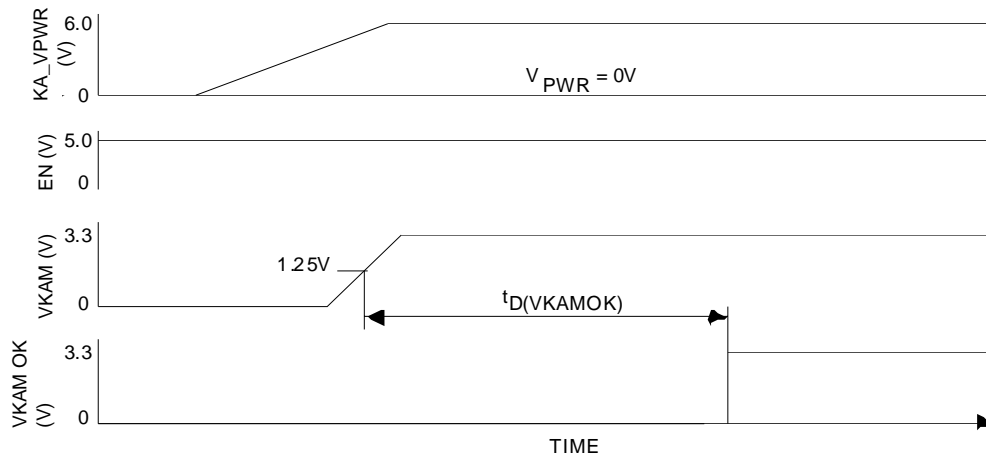 KA_VPWR
(V)
6.0
0
V PWR = 0V
EN (V)
5.0
0
VKAM (V)
3.3
0
1.25V
tD(VKAMOK)
VKAM OK
(V)
3.3
0
TIME